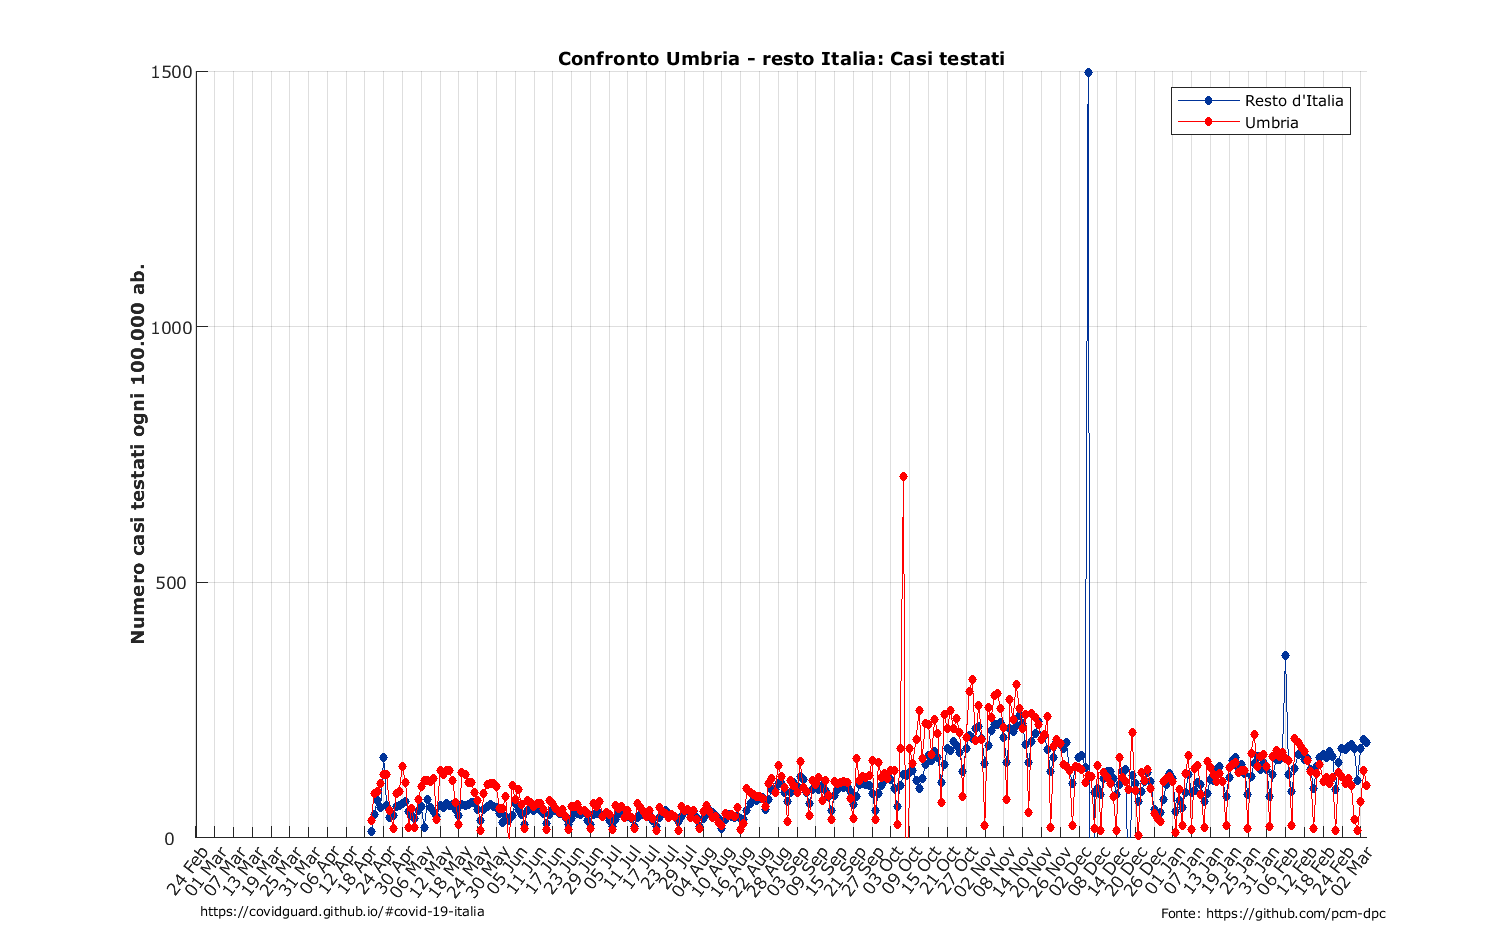 Confronto Umbria - resto Italia: Casi testati
Resto d'Italia
Umbria
Numero casi testati ogni 100.000 ab.
1500
1000
500
0
24 Feb
01 Mar
07 Mar
13 Mar
19 Mar
25 Mar
31 Mar
06 Apr
12 Apr
18 Apr
24 Apr
30 Apr
06 May
12 May
18 May
24 May
30 May
05 Jun
11 Jun
17 Jun
23 Jun
29 Jun
05 Jul
11 Jul
17 Jul
23 Jul
29 Jul
04 Aug
10 Aug
16 Aug
22 Aug
28 Aug
03 Sep
09 Sep
15 Sep
21 Sep
27 Sep
03 Oct
09 Oct
15 Oct
21 Oct
27 Oct
02 Nov
08 Nov
14 Nov
20 Nov
26 Nov
02 Dec
08 Dec
14 Dec
20 Dec
26 Dec
01 Jan
07 Jan
13 Jan
19 Jan
25 Jan
31 Jan
06 Feb
12 Feb
18 Feb
24 Feb
02 Mar
https://covidguard.github.io/#covid-19-italia
Fonte: https://github.com/pcm-dpc